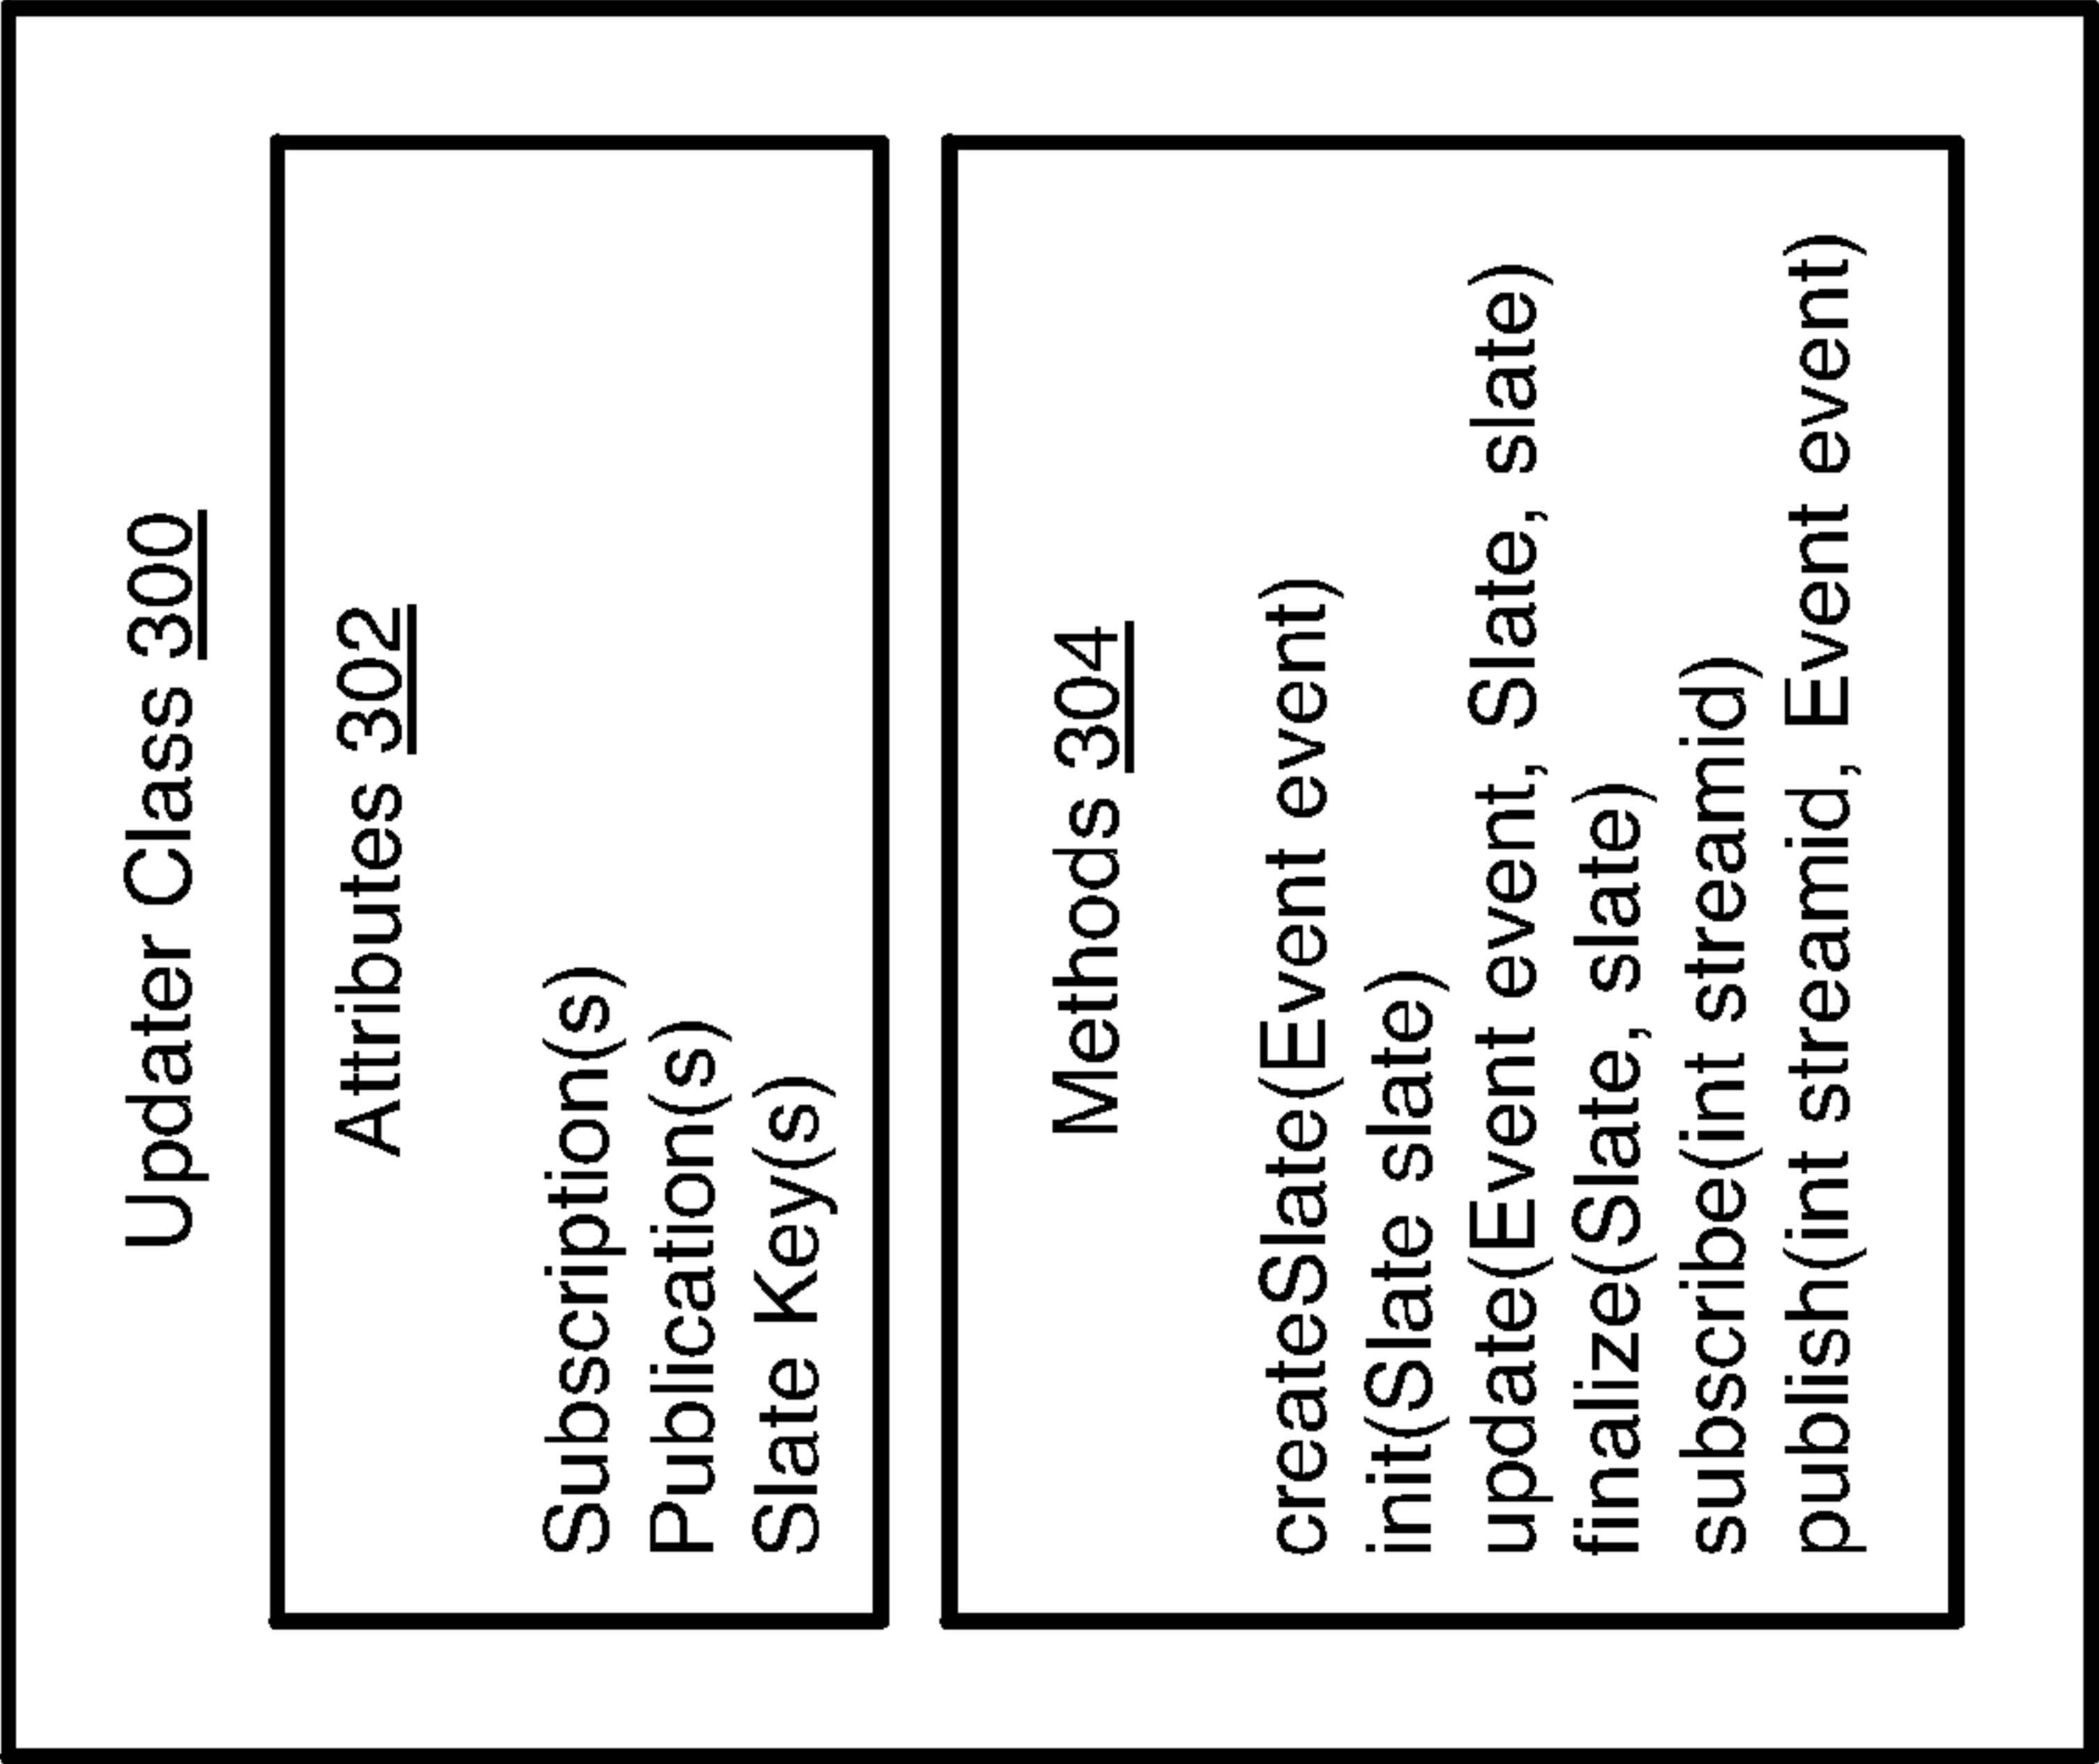 Updater Class 300
Attributes 302
Subscription(s)
Publication(s)
Slate Key(s)
Methods 304
createSlate(Event event)
init(Slate slate)
update(Event event, Slate, slate)
finalize(Slate, slate)
subscribe(int streamid)
publish(int streamid, Event event)